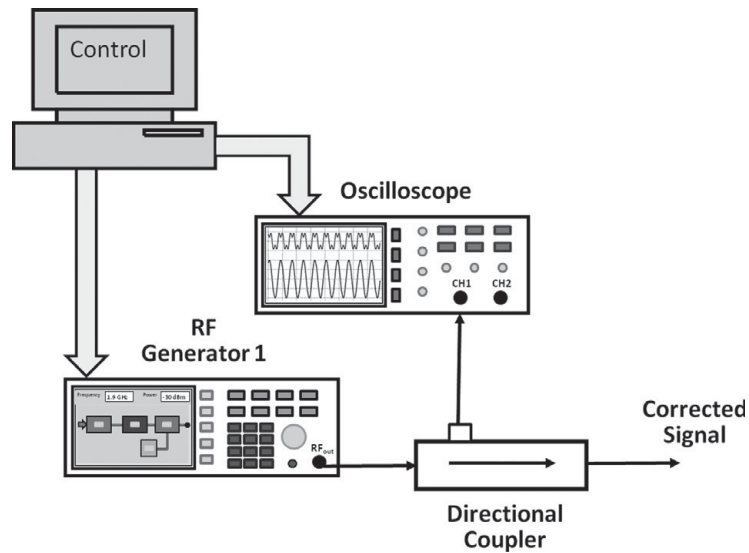 Control
Oscilloscope
CH1 CH2
RF
Generator 1
Frequency 1.9 GHz Power -30 dBm
RFout
Corrected
Signal
Directional
Coupler